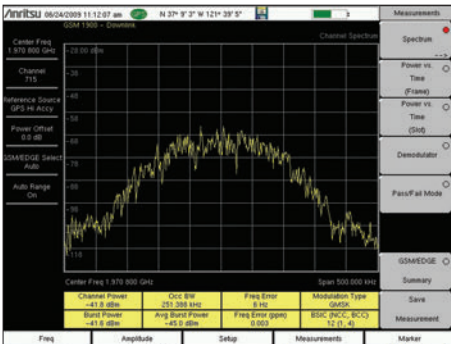 Anritsu 06/24/2009 11:12:07 am N 37° 9' 3" W 121° 39' 5"
Measurements
GSM 1900 - Downlink
Channel Spectrum
Center Freq
1.970 800 GHz
Channel
715
Reference Source
GPS Hi Accy
Power Offset
0.0 dB
GSM/EDGE Select
Auto
Auto Range
On
-20.00 dBm
-30
-40
-50
-60
-70
-80
-90
-100
-110
Center Freq 1.970 800 GHz
Span 500.000 kHz
Channel Power
-41.8 dBm
Occ BW
251.388 kHz
Freq Error
6 Hz
Modulation Type
GMSK
Burst Power
-41.6 dBm
Avg Burst Power
-45.0 dBm
Freq Error (ppm)
0.003
BSIC (NCC, BCC)
12 (1, 4)
Spectrum
-->
Power vs.
Time
(Frame)
Power vs.
Time
(Slot)
Demodulator
Pass/Fail Mode
GSM/EDGE
Summary
Save
Measurement
Freq
Amplitude
Setup
Measurements
Marker